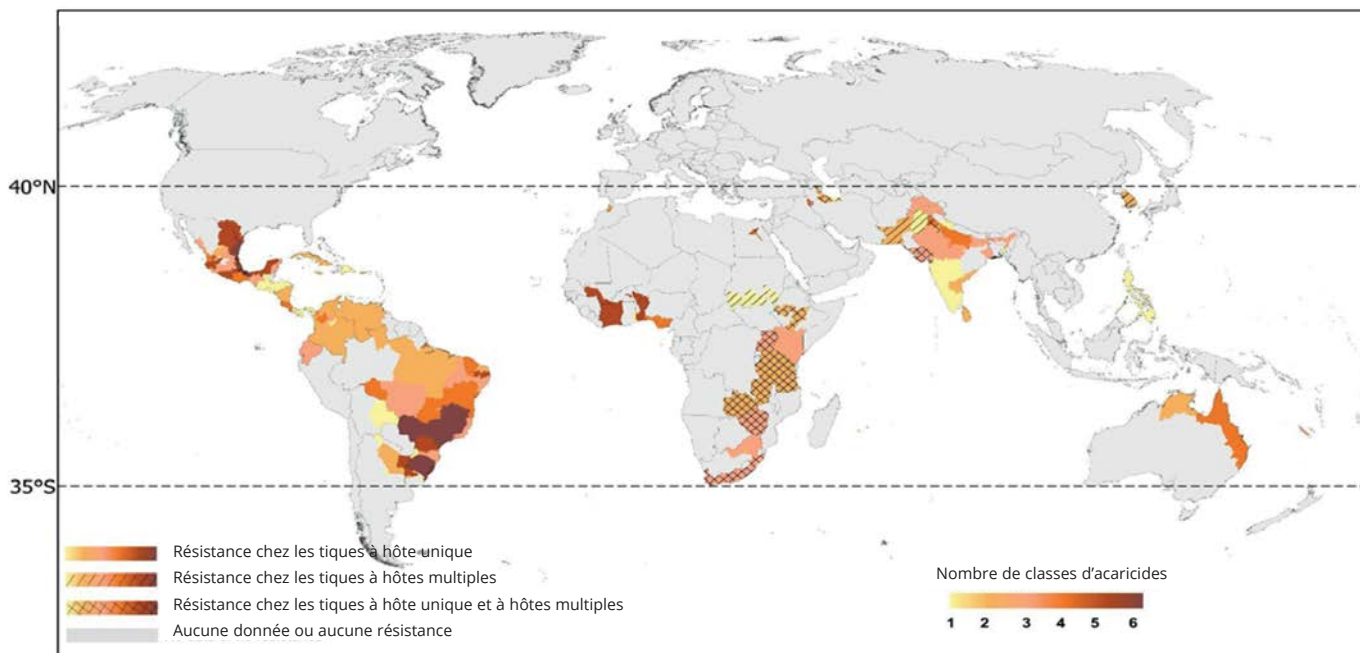 40°N
35°S
Résistance chez les tiques à hôte unique
Résistance chez les tiques à hôtes multiples
Résistance chez les tiques à hôte unique et à hôtes multiples
Aucune donnée ou aucune résistance
Nombre de classes d’acaricides
1 2 3 4 5 6